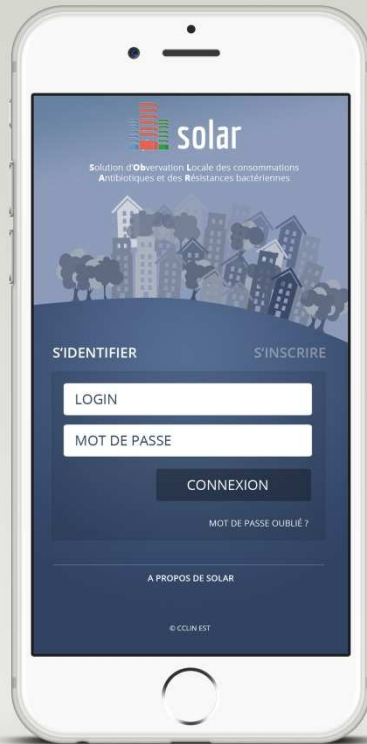 solar
Solution d'Observation Locale des consommations
Antibiotiques et des Résistances bactériennes
S'IDENTIFIER
S'INSCRIRE
LOGIN
MOT DE PASSE
CONNEXION
MOT DE PASSE OUBLIÉ ?
A PROPOS DE SOLAR
© CCLIN EST